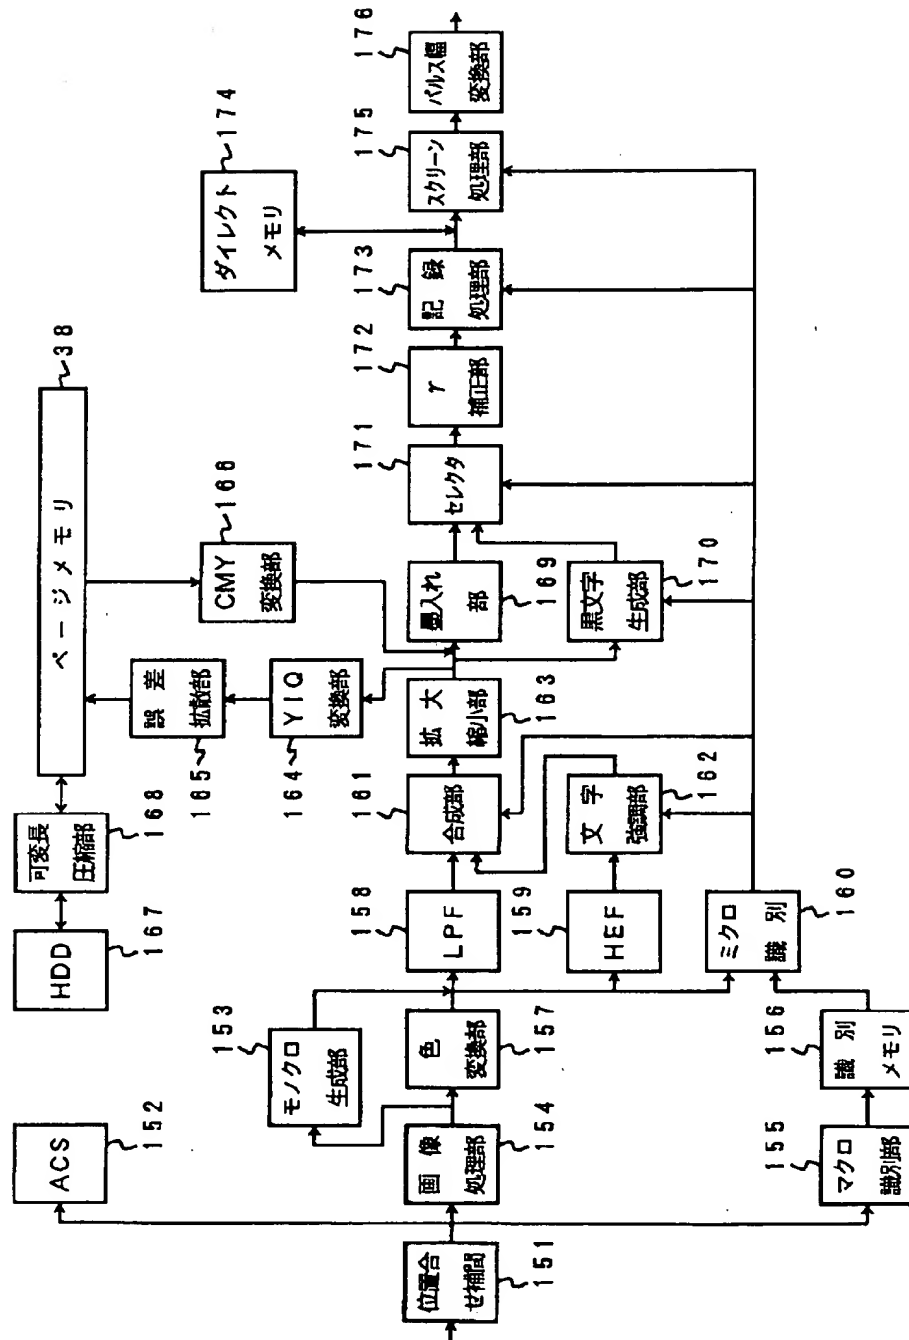 ACS
152
位置合
せ補間
151
画像
処理部
154
モノクロ
生成部
153
色
変換部
157
マクロ
識別部
155
識別
メモリ
156
ミクロ
識別
160
LPF
158
HEF
159
合成部
161
文字
強調部
162
拡大
縮小部
163
YIQ
変換部
164
誤差
拡散部
165
CMY
変換部
166
HDD
167
可変長
圧縮部
168
ページメモリ
38
墨入れ
部
169
黒文字
生成部
170
セレクタ
171
γ
補正部
172
記録
処理部
173
ダイレクト
メモリ
174
スクリーン
処理部
175
パルス幅
変換部
176